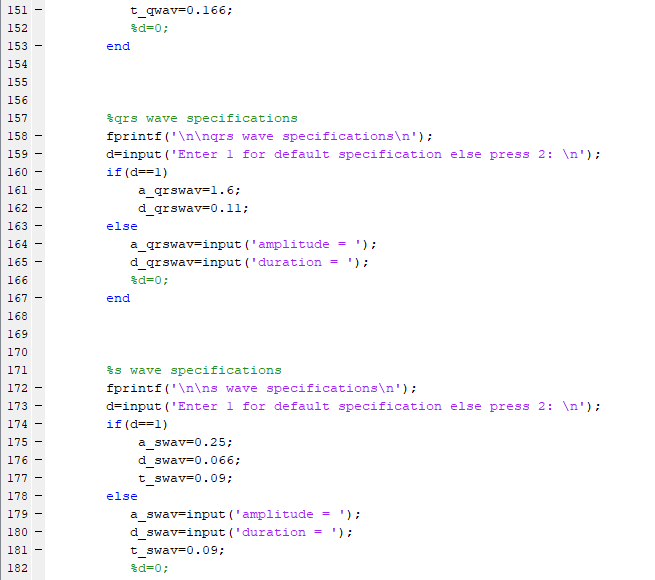 151 –            t_qwav=0.166;
152              %d=0;
153 –         end
154
155
156
157           %qrs wave specifications
158 –         fprintf('\n\nqrs wave specifications\n');
159 –         d=input('Enter 1 for default specification else press 2: \n');
160 –         if(d==1)
161 –             a_qrswav=1.6;
162 –             d_qrswav=0.11;
163 –         else
164 –            a_qrswav=input('amplitude = ');
165 –            d_qrswav=input('duration = ');
166              %d=0;
167 –         end
168
169
170
171           %s wave specifications
172 –         fprintf('\n\ns wave specifications\n');
173 –         d=input('Enter 1 for default specification else press 2: \n');
174 –         if(d==1)
175 –             a_swav=0.25;
176 –             d_swav=0.066;
177 –             t_swav=0.09;
178 –         else
179 –            a_swav=input('amplitude = ');
180 –            d_swav=input('duration = ');
181 –            t_swav=0.09;
182              %d=0;